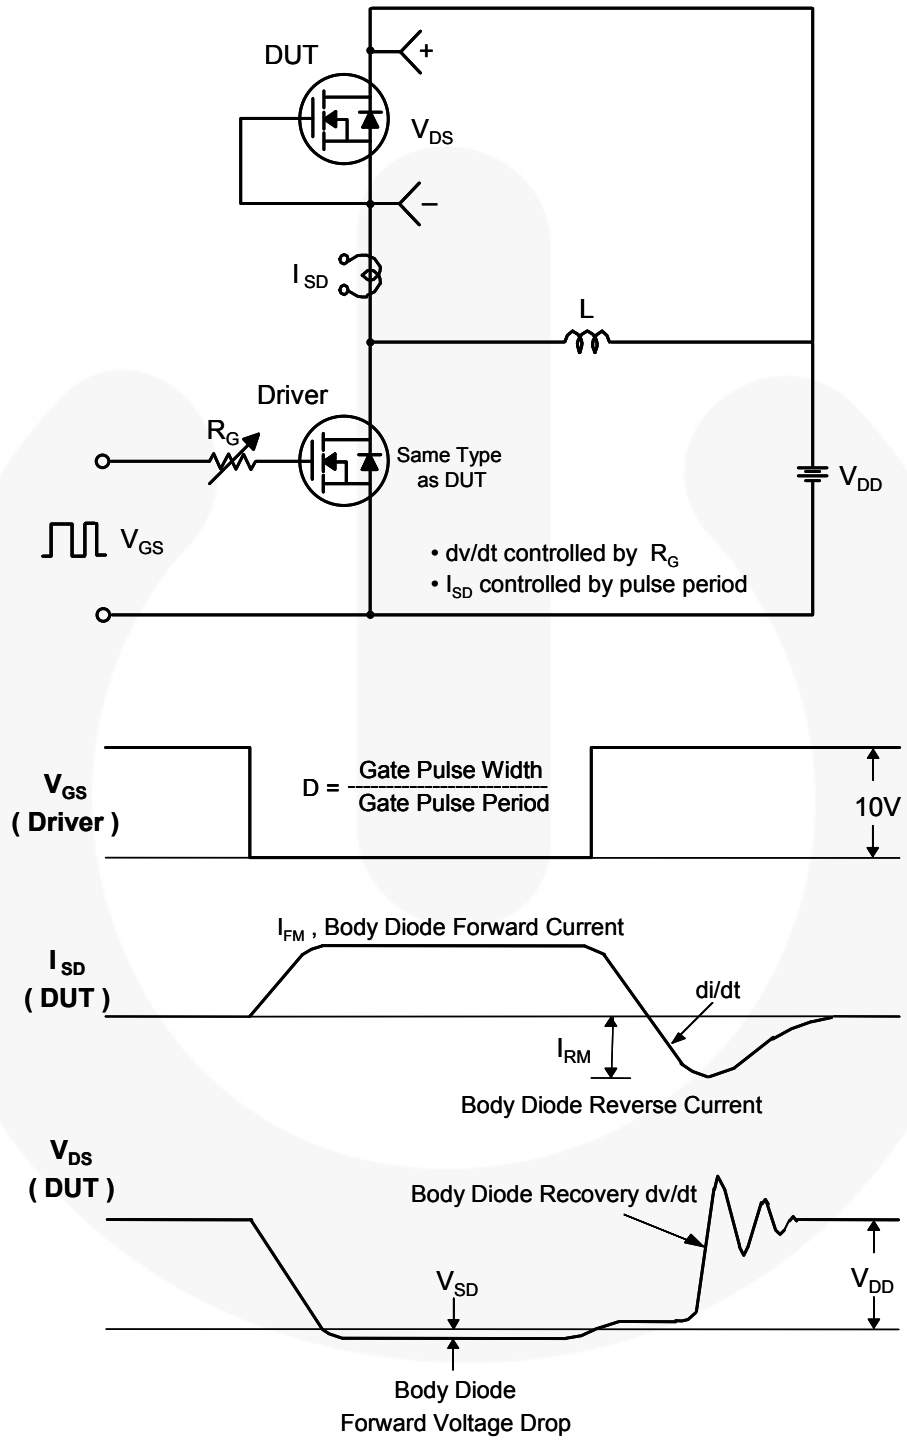 DUT
+
V_DS
−
I_SD
L
Driver
R_G
Same Type
as DUT
V_DD
V_GS
• dv/dt controlled by R_G
• I_SD controlled by pulse period
V_GS
( Driver )
D = Gate Pulse Width
Gate Pulse Period
10V
I_FM , Body Diode Forward Current
I_SD
( DUT )
di/dt
I_RM
Body Diode Reverse Current
V_DS
( DUT )
Body Diode Recovery dv/dt
V_SD
V_DD
Body Diode
Forward Voltage Drop